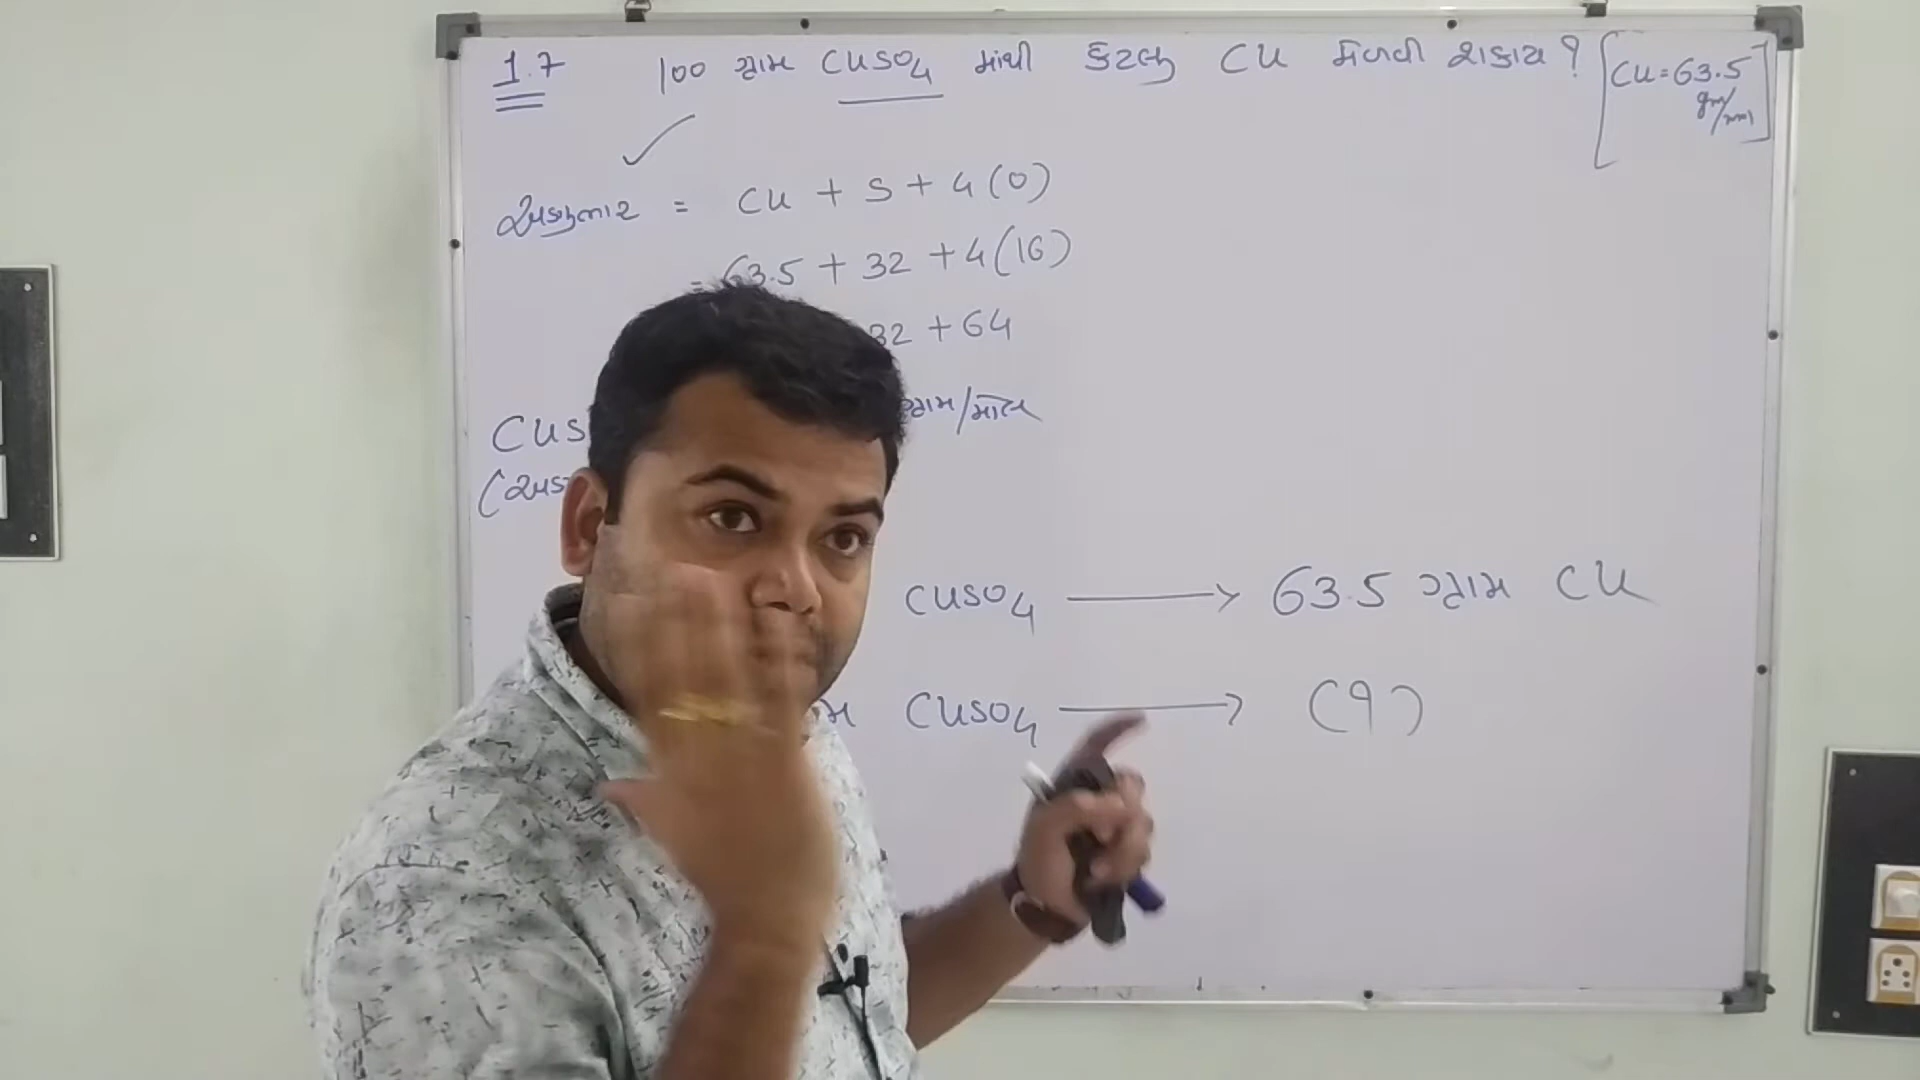 1.7 100 ગ્રામ CuSO4 માંથી કેટલું Cu મેળવી શકાય ? [Cu = 63.5 gm/mol]
અણુભાર = Cu + S + 4(O)
= 63.5 + 32 + 4(16)
32 + 64
CuS ગ્રામ/મોલ
CuSO4 → 63.5 ગ્રામ Cu
CuSO4 → (?)